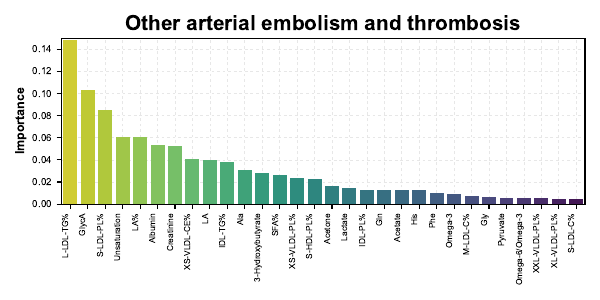 Other arterial embolism and thrombosis
Importance
0.14
0.12
0.10
0.08
0.06
0.04
0.02
0.00
L-LDL-TG%
GlycA
S-LDL-PL%
Unsaturation
LA%
Albumin
Creatinine
XS-VLDL-CE%
LA
IDL-TG%
Ala
3-Hydroxybutyrate
SFA%
XS-VLDL-PL%
S-HDL-PL%
Acetone
Lactate
IDL-PL%
Gln
Acetate
His
Phe
Omega-3
M-LDL-C%
Gly
Pyruvate
Omega-6/Omega-3
XXL-VLDL-PL%
XL-VLDL-PL%
S-LDL-C%